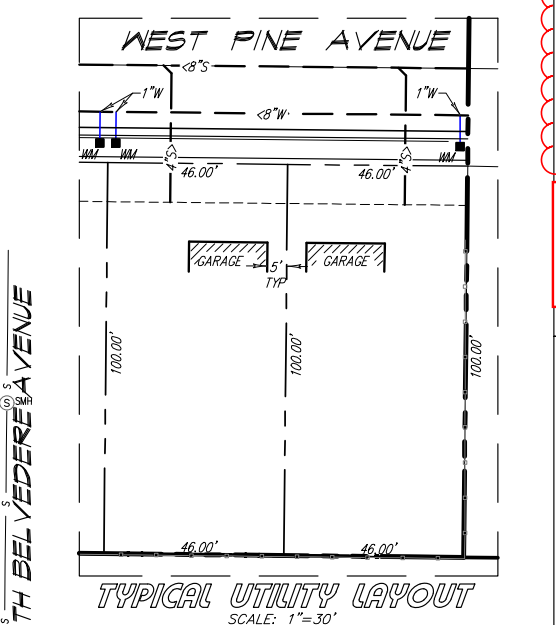 WEST PINE AVENUE
<8"S
1"W
1"W
<8"W
WM
WM
WM
4"S>
4"S>
46.00'
46.00'
GARAGE
5'
TYP
GARAGE
100.00'
100.00'
100.00'
S
S SMH
S
S
TH BELVEDERE AVENUE
46.00'
46.00'
TYPICAL UTILITY LAYOUT
SCALE: 1"=30'